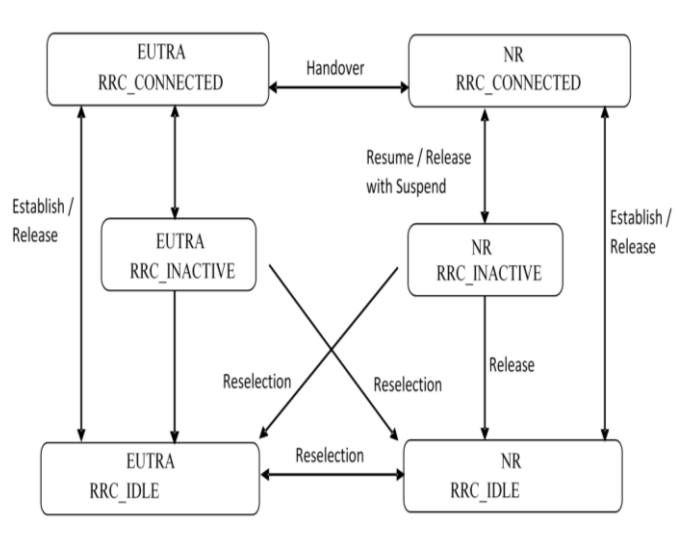 EUTRA
RRC_CONNECTED
Handover
NR
RRC_CONNECTED
Resume / Release
with Suspend
Establish /
Release
Establish /
Release
EUTRA
RRC_INACTIVE
NR
RRC_INACTIVE
Reselection
Reselection
Release
EUTRA
RRC_IDLE
Reselection
NR
RRC_IDLE